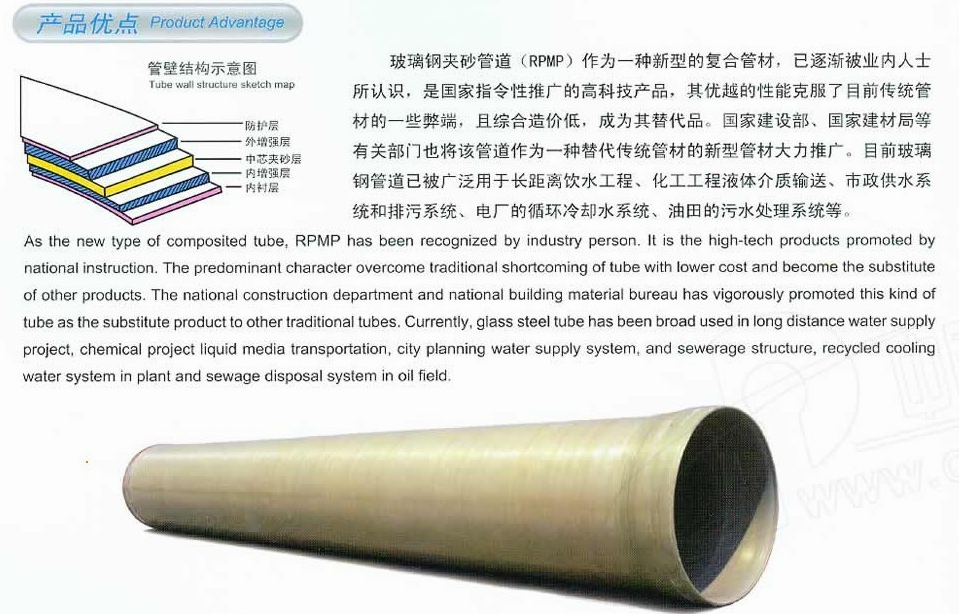 产品优点 Product Advantage
管壁结构示意图
Tube wall structure sketch map
防护层
外增强层
中芯夹砂层
内增强层
内衬层
玻璃钢夹砂管道（RPMP）作为一种新型的复合管材，已逐渐被业内人士
所认识，是国家指令性推广的高科技产品，其优越的性能克服了目前传统管
材的一些弊端，且综合造价低，成为其替代品。国家建设部、国家建材局等
有关部门也将该管道作为一种替代传统管材的新型管材大力推广。目前玻璃
钢管道已被广泛用于长距离饮水工程、化工工程液体介质输送、市政供水系
统和排污系统、电厂的循环冷却水系统、油田的污水处理系统等。
As the new type of composited tube, RPMP has been recognized by industry person. It is the high-tech products promoted by
national instruction. The predominant character overcome traditional shortcoming of tube with lower cost and become the substitute
of other products. The national construction department and national building material bureau has vigorously promoted this kind of
tube as the substitute product to other traditional tubes. Currently, glass steel tube has been broad used in long distance water supply
project, chemical project liquid media transportation, city planning water supply system, and sewerage structure, recycled cooling
water system in plant and sewage disposal system in oil field.
www.